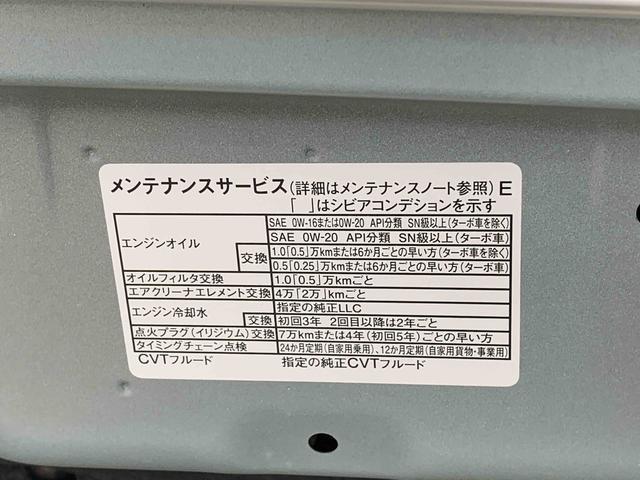 メンテナンスサービス(詳細はメンテナンスノート参照) E
「 」はシビアコンデションを示す
エンジンオイル
SAE 0W-16または0W-20 API分類 SN級以上(ターボ車を除く)
SAE 0W-20 API分類 SN級以上(ターボ車)
交換
1.0「0.5」万kmまたは6か月ごとの早い方(ターボ車を除く)
0.5「0.25」万kmまたは6か月ごとの早い方(ターボ車)
オイルフィルタ交換 1.0「0.5」万kmごと
エアクリーナエレメント交換 4万「2万」kmごと
エンジン冷却水 指定の純正LLC
交換 初回3年 2回目以降は2年ごと
点火プラグ(イリジウム)交換 7万kmまたは4年(初回5年)ごとの早い方
タイミングチェーン点検 24か月定期(自家用乗用)、12か月定期(自家用貨物・事業用)
CVTフルード 指定の純正CVTフルード